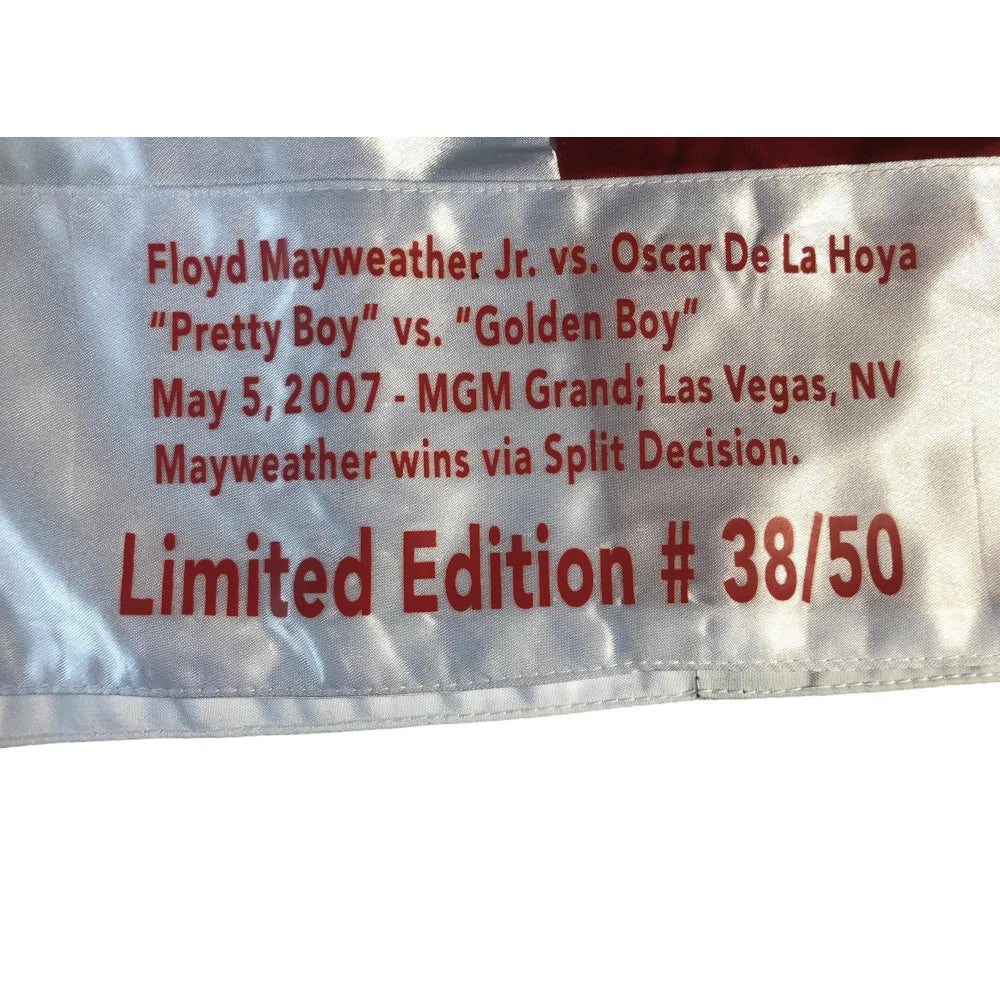 Floyd Mayweather Jr. vs. Oscar De La Hoya
“Pretty Boy” vs. “Golden Boy”
May 5, 2007 - MGM Grand; Las Vegas, NV
Mayweather wins via Split Decision.
Limited Edition # 38/50